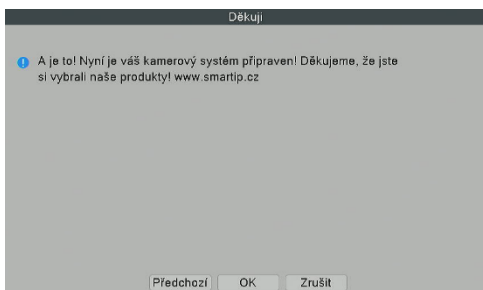 Děkuji
A je to! Nyní je váš kamerový systém připraven! Děkujeme, že jste
si vybrali naše produkty! www.smartip.cz
Předchozí OK Zrušit